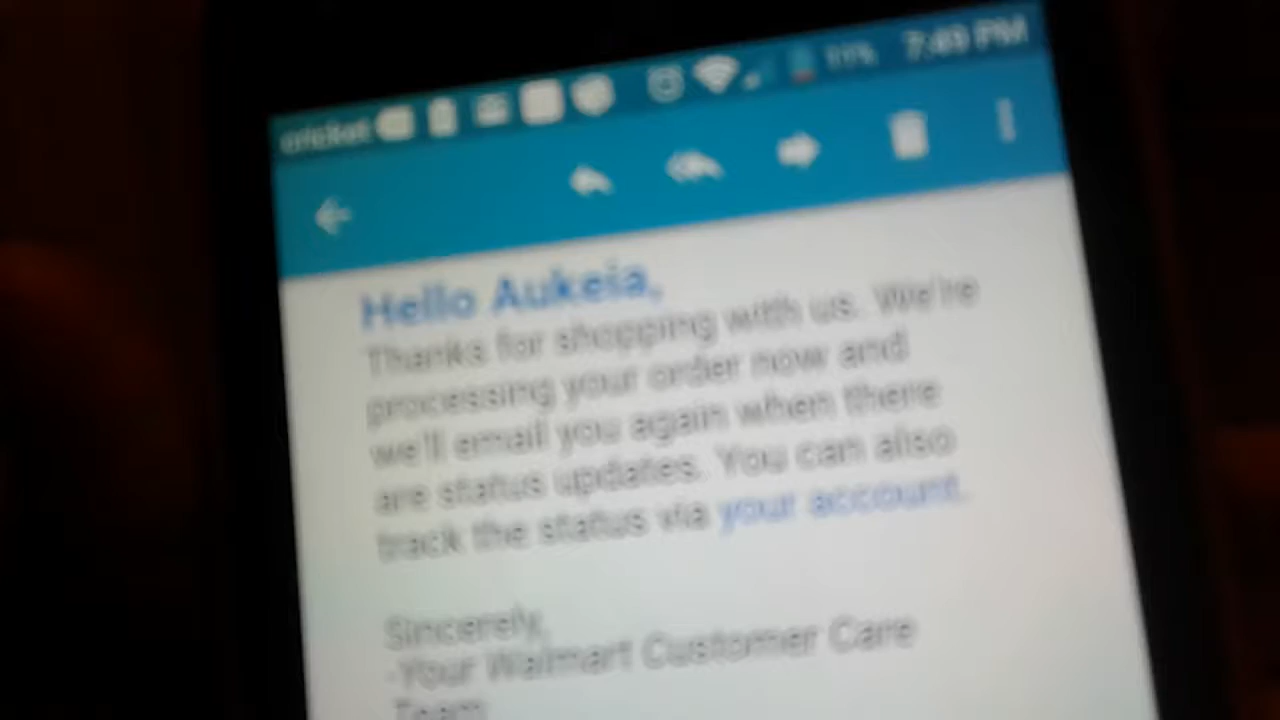 cricket 11% 7:49 PM
Hello Aukeia,
Thanks for shopping with us. We're
processing your order now and
we'll email you again when there
are status updates. You can also
track the status via your account.
Sincerely,
-Your Walmart Customer Care
Team